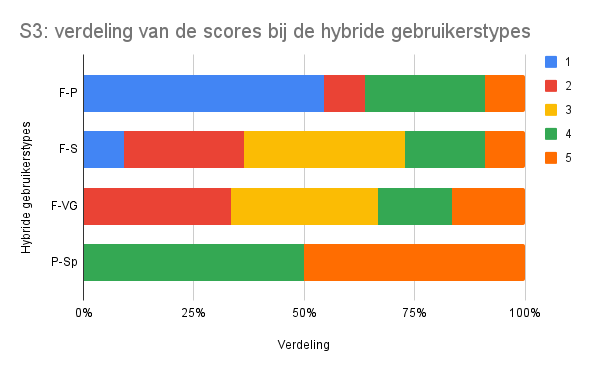 S3: verdeling van de scores bij de hybride gebruikerstypes
1
2
3
4
5
Hybride gebruikerstypes
F-P
F-S
F-VG
P-Sp
0%
25%
50%
75%
100%
Verdeling